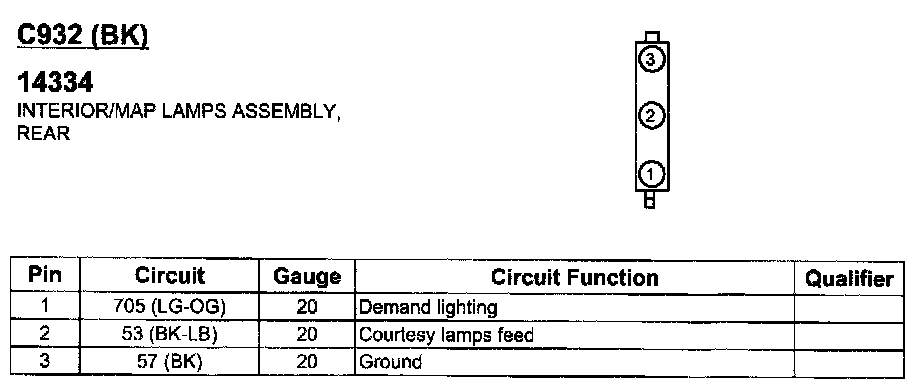 C932 (BK)
14334
INTERIOR/MAP LAMPS ASSEMBLY,
REAR
3
2
1
Pin Circuit Gauge Circuit Function Qualifier
1 705 (LG-OG) 20 Demand lighting
2 53 (BK-LB) 20 Courtesy lamps feed
3 57 (BK) 20 Ground